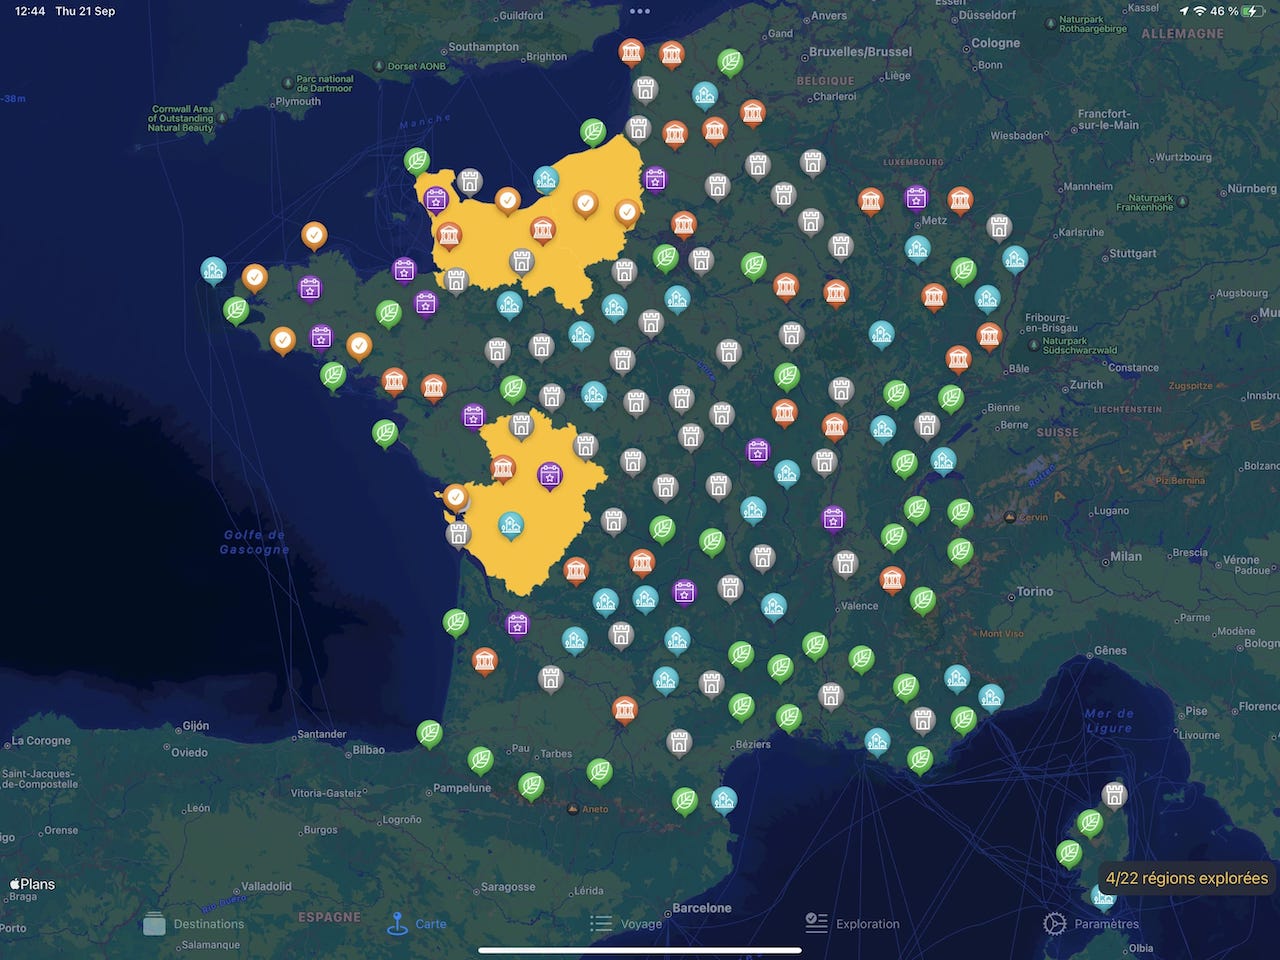 12:44 Thu 21 Sep
46 %
Kassel
Essen
Guildford
Anvers
Düsseldorf
Naturpark
Rothaargebirge
ALLEMAGNE
Gand
Southampton
Brighton
Bruxelles/Brussel
Cologne
Bonn
Dorset AONB
Liège
BELGIQUE
Parc national
de Dartmoor
Charleroi
-38m
Plymouth
Cornwall Area
of Outstanding
Natural Beauty
Manche
Francfort-
sur-le-Main
Wiesbaden
LUXEMBOURG
Wurtzbourg
Mannheim
Nürnberg
Naturpark
Frankenhöhe
Metz
Karlsruhe
Stuttgart
Augsbourg
Mu
Fribourg-
en-Brisgau
Naturpark
Südschwarzwald
Bâle
Constance
Zurich
Zugspitze
Innsbru
Bienne
LIECHTENSTEIN
Berne
SUISSE
Bolzano
Piz Bernina
Cervin
Lugano
Golfe de
Gascogne
Milan
Brescia
Vérone
Padoue
Torino
Valence
Parme
Modène
Mont Viso
Bologn
Gênes
Mer de
Ligure
Pise
Florence
Livourne
La Corogne
Gijón
Santander
Oviedo
Bilbao
Pau
Tarbes
Béziers
Saint-Jacques-
de-Compostelle
Vitoria-Gasteiz
Pampelune
Aneto
León
Logroño
Orense
Burgos
igo
4/22 régions explorées
Plans
Braga
Valladolid
Saragosse
Lérida
Barcelone
Porto
ESPAGNE
Destinations
Carte
Voyage
Exploration
Paramètres
Salamanque
Olbia